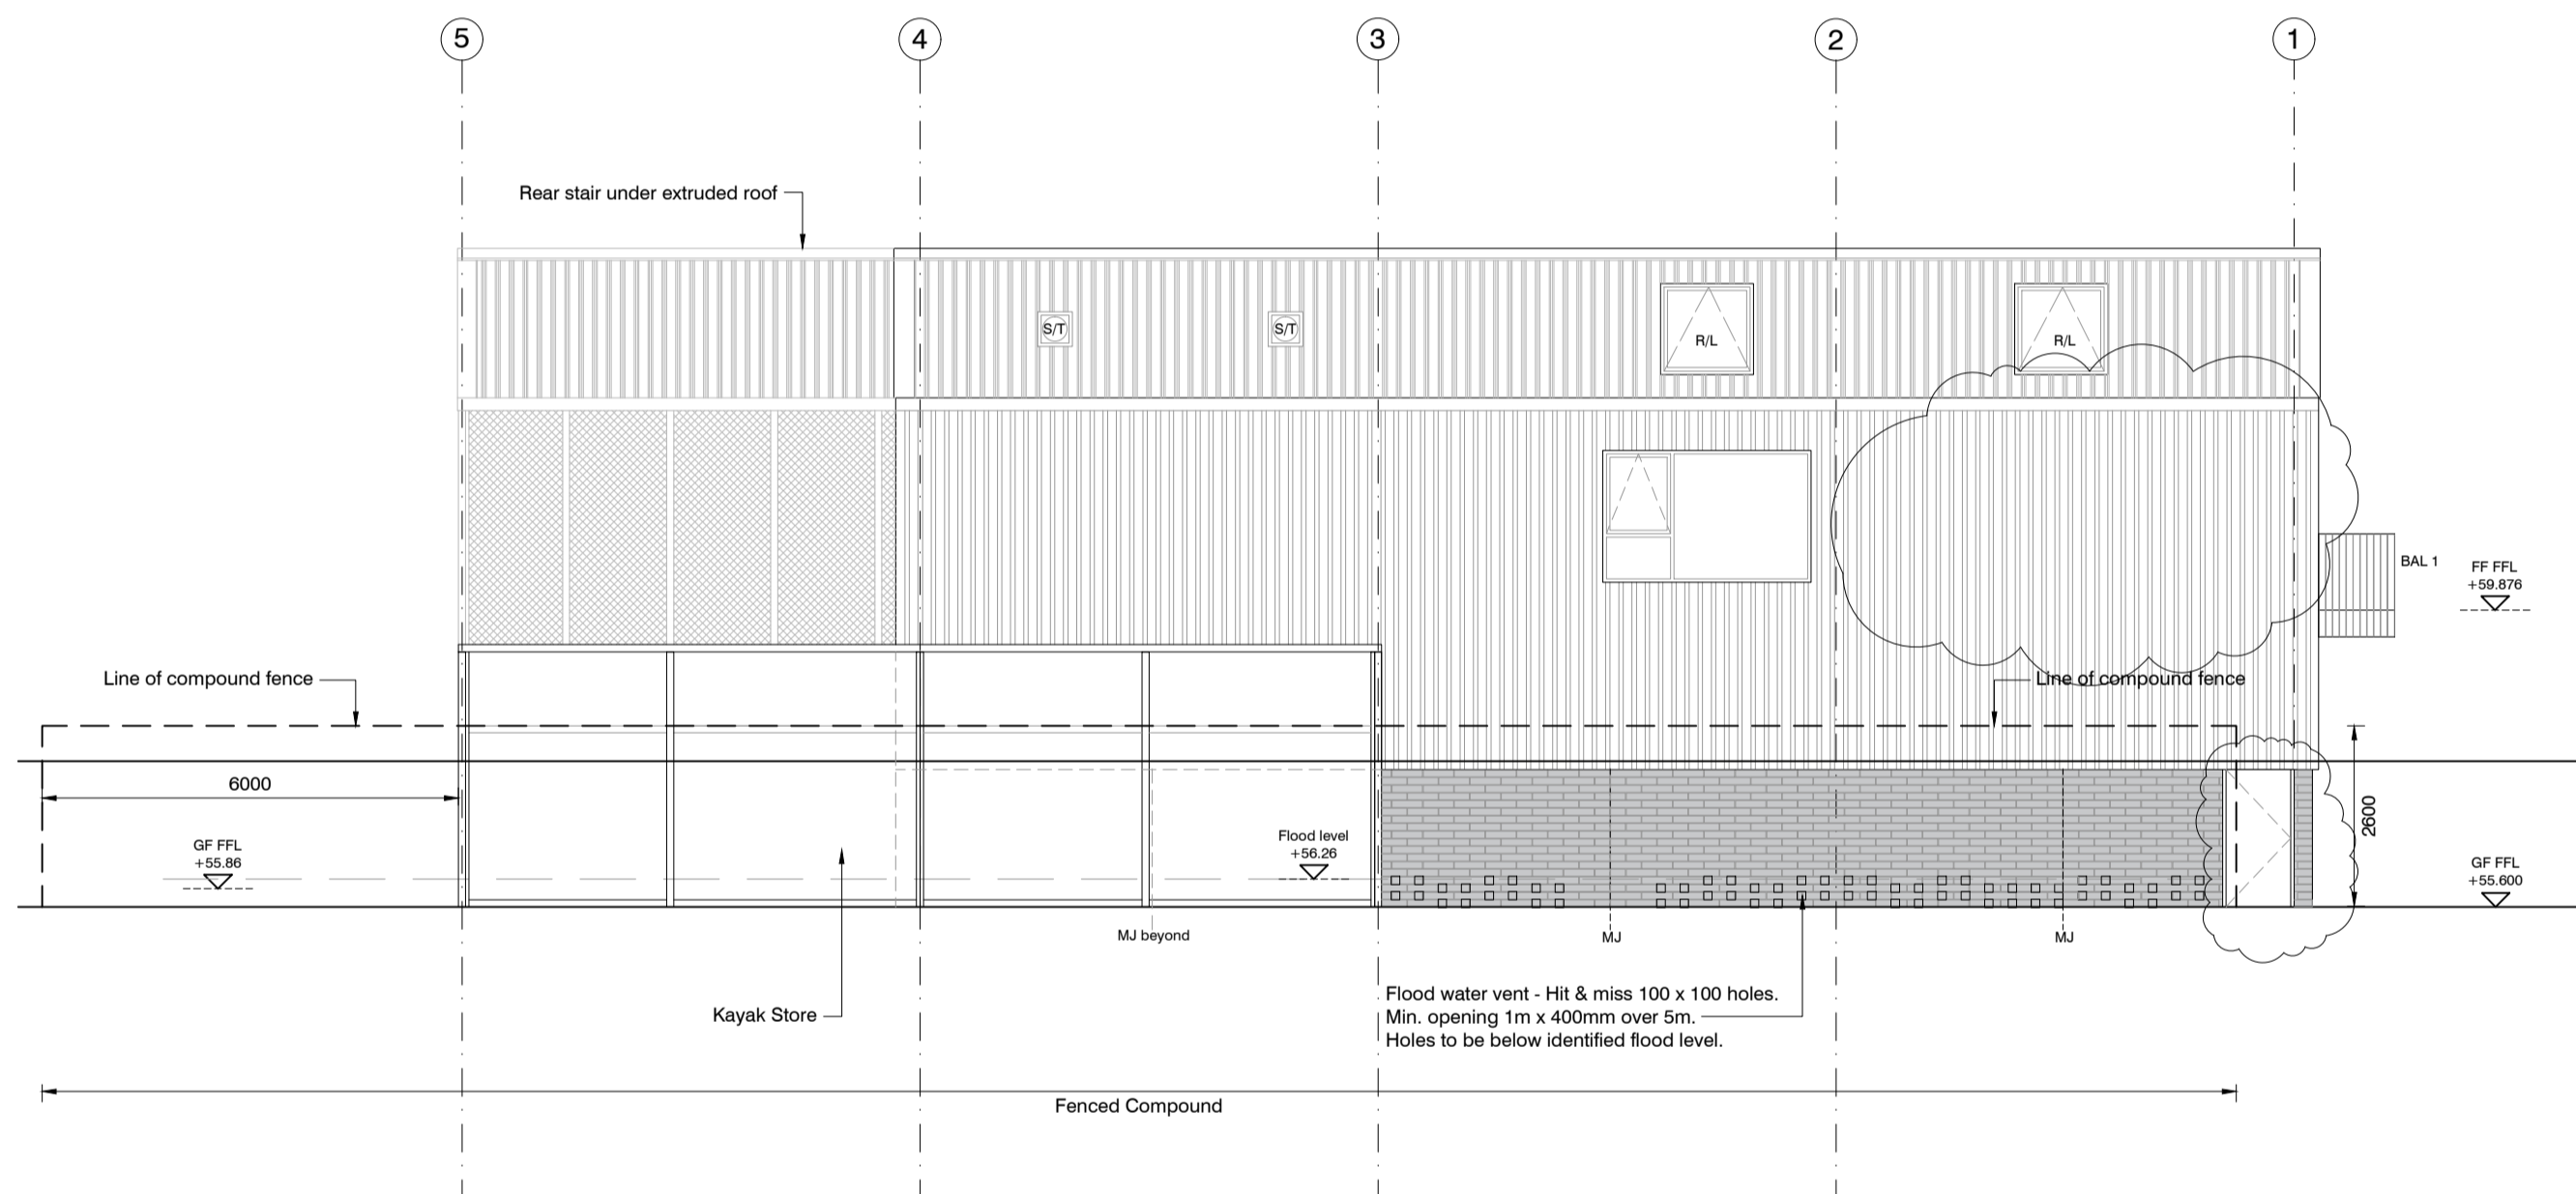 5
4
3
2
1
Rear stair under extruded roof
S/T
S/T
R/L
R/L
BAL 1
FF FFL
+59.876
Line of compound fence
Line of compound fence
6000
2600
GF FFL
+55.86
Flood level
+56.26
GF FFL
+55.600
MJ beyond
MJ
MJ
Kayak Store
Flood water vent - Hit & miss 100 x 100 holes.
Min. opening 1m x 400mm over 5m.
Holes to be below identified flood level.
Fenced Compound